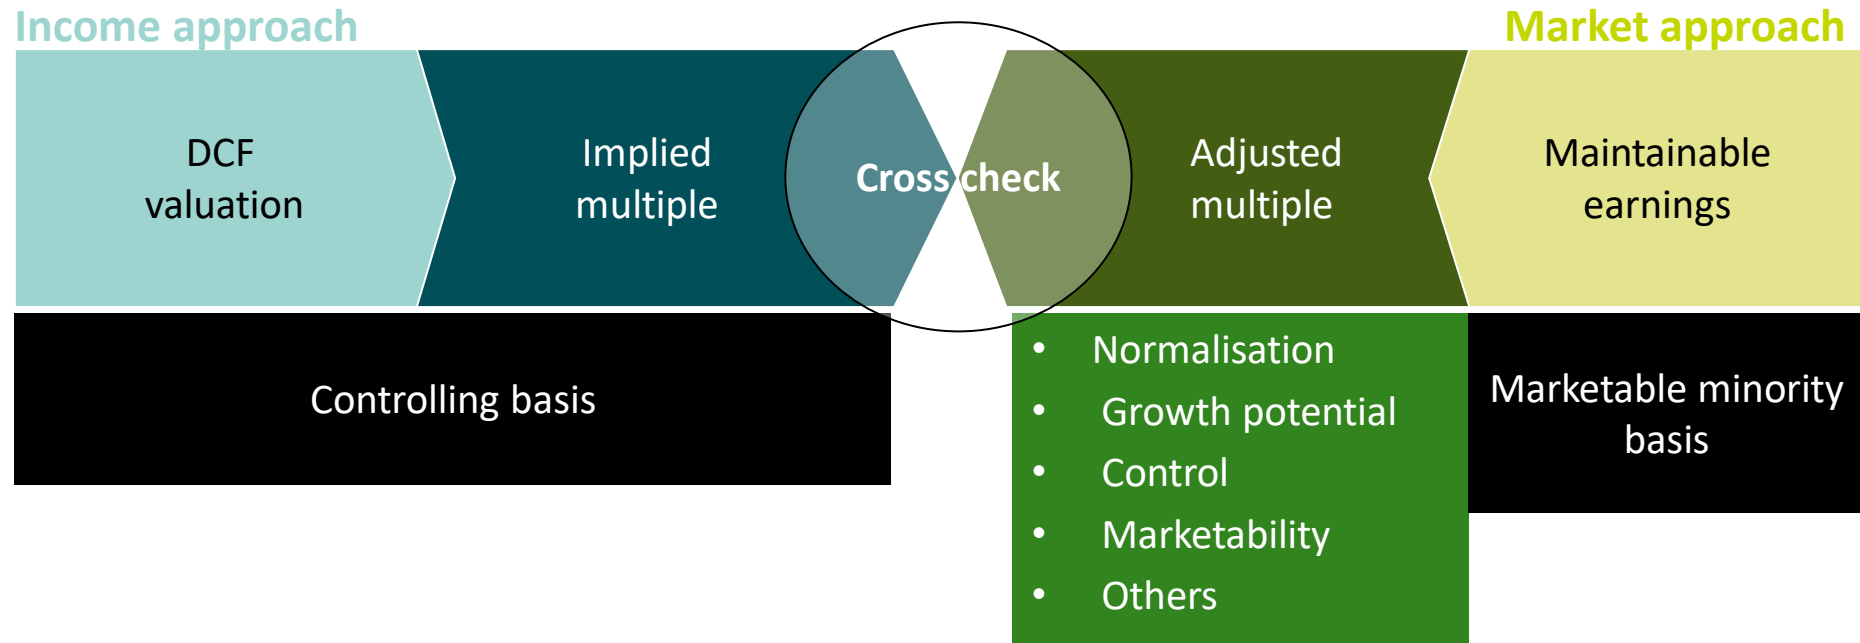 Income approach
Market approach
DCF
valuation
Implied
multiple
Cross check
Adjusted
multiple
Maintainable
earnings
Controlling basis
• Normalisation
• Growth potential
• Control
• Marketability
• Others
Marketable minority
basis